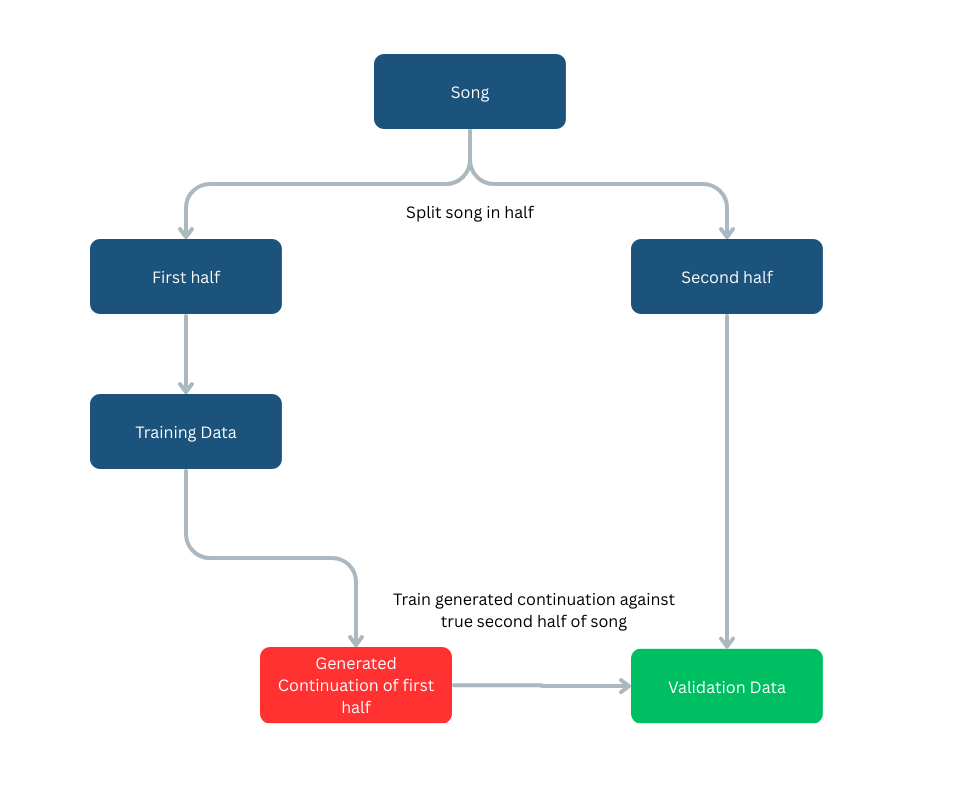 Song
Split song in half
First half
Second half
Training Data
Train generated continuation against
true second half of song
Generated
Continuation of first
half
Validation Data